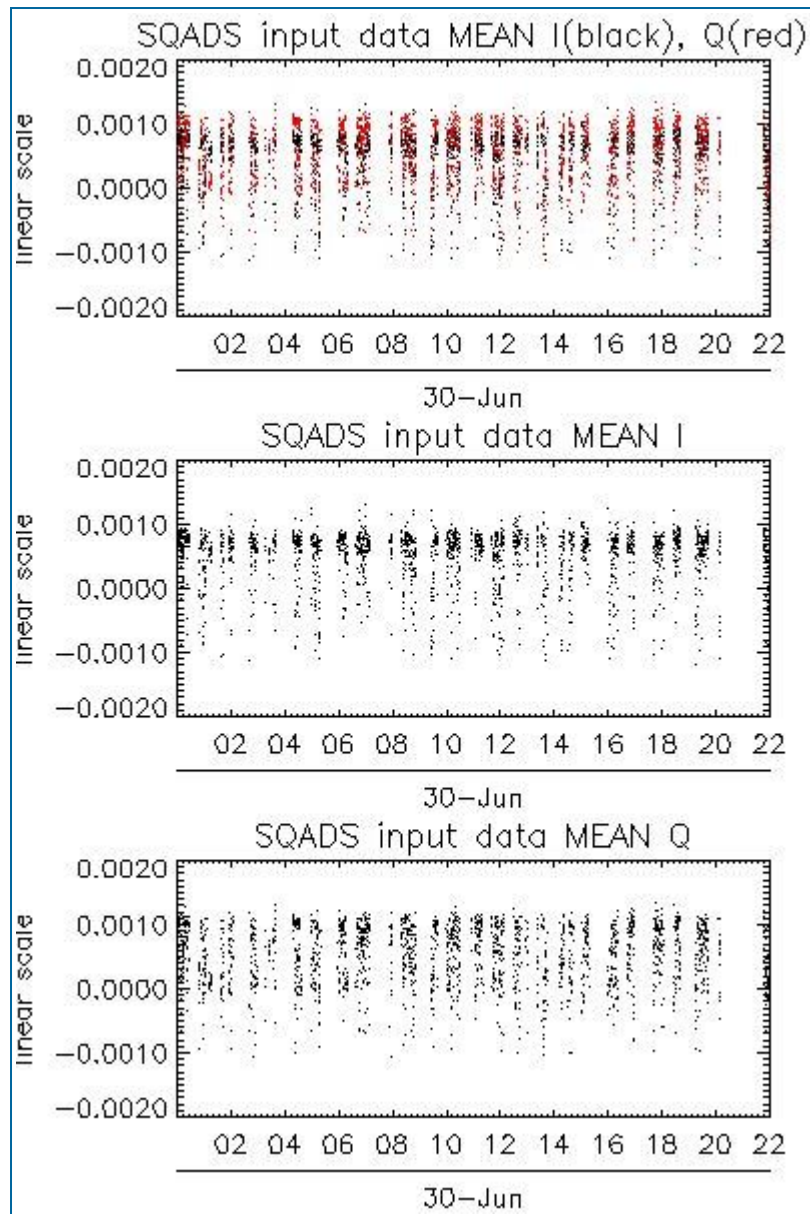 SQADS input data MEAN I(black), Q(red)
linear scale
0.0020
0.0010
0.0000
-0.0010
-0.0020
02 04 06 08 10 12 14 16 18 20 22
30-Jun
SQADS input data MEAN I
linear scale
0.0020
0.0010
0.0000
-0.0010
-0.0020
02 04 06 08 10 12 14 16 18 20 22
30-Jun
SQADS input data MEAN Q
linear scale
0.0020
0.0010
0.0000
-0.0010
-0.0020
02 04 06 08 10 12 14 16 18 20 22
30-Jun